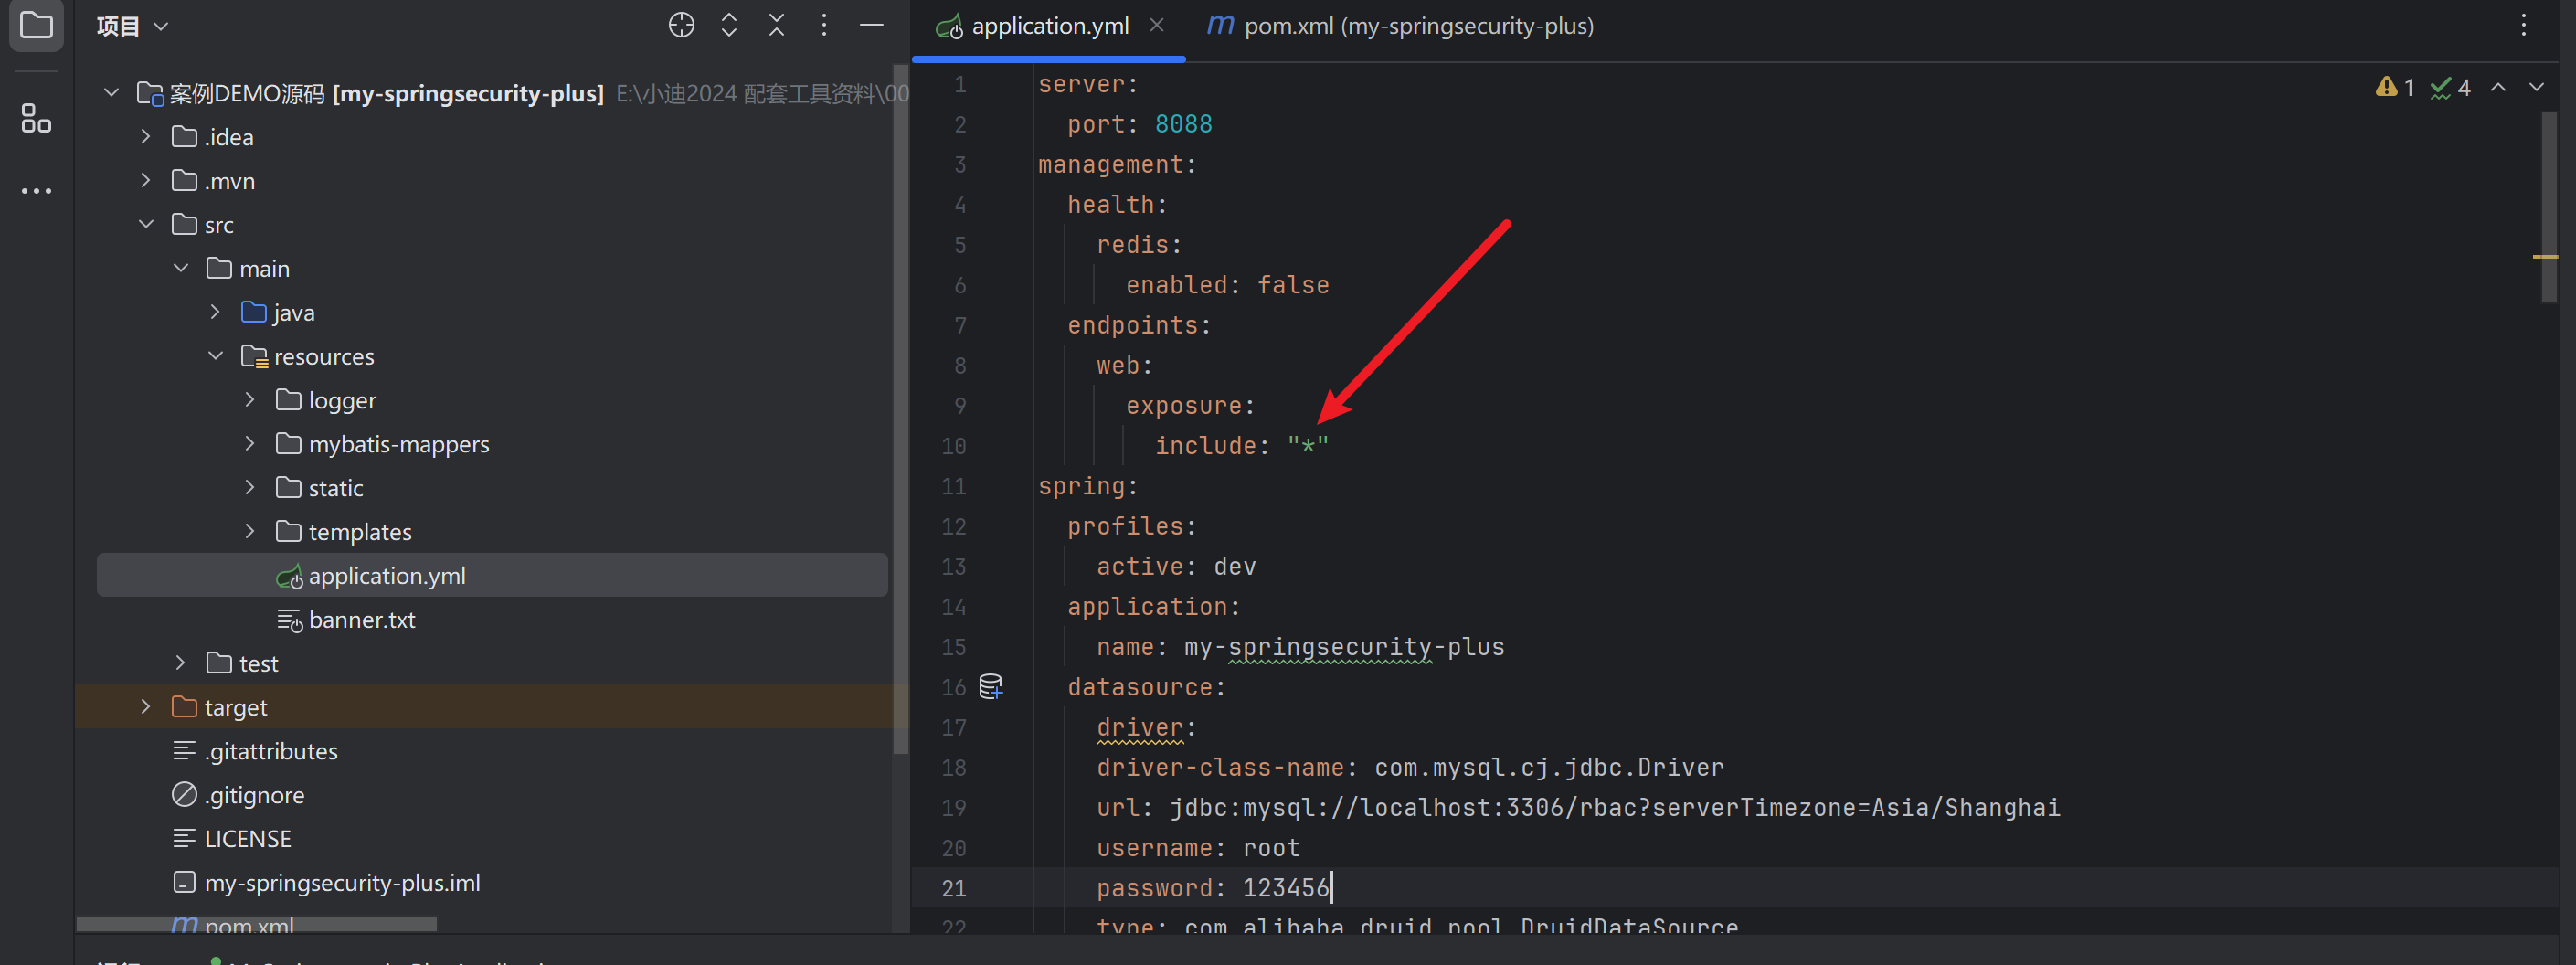 项目
案例DEMO源码 [my-springsecurity-plus] E:\小迪2024 配套工具资料\00
.idea
.mvn
src
main
java
resources
logger
mybatis-mappers
static
templates
application.yml
banner.txt
test
target
.gitattributes
.gitignore
LICENSE
my-springsecurity-plus.iml
pom.xml
application.yml
pom.xml (my-springsecurity-plus)
1 4
1 server:
2 port: 8088
3 management:
4 health:
5 redis:
6 enabled: false
7 endpoints:
8 web:
9 exposure:
10 include: "*"
11 spring:
12 profiles:
13 active: dev
14 application:
15 name: my-springsecurity-plus
16 datasource:
17 driver:
18 driver-class-name: com.mysql.cj.jdbc.Driver
19 url: jdbc:mysql://localhost:3306/rbac?serverTimezone=Asia/Shanghai
20 username: root
21 password: 123456
22 type: com.alibaba.druid.pool.DruidDataSource